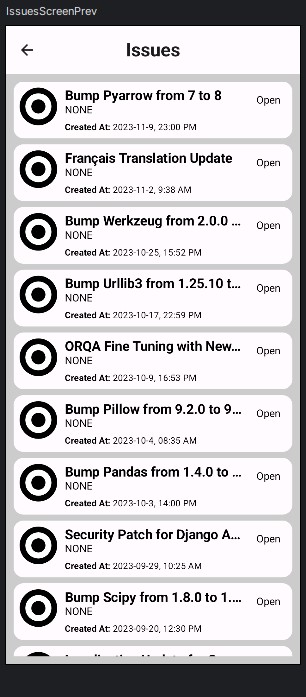 IssuesScreenPrev
Issues
Bump Pyarrow from 7 to 8
Open
NONE
Created At: 2023-11-9, 23:00 PM
Français Translation Update
Open
NONE
Created At: 2023-11-2, 9:38 AM
Bump Werkzeug from 2.0.0 ...
Open
NONE
Created At: 2023-10-25, 15:52 PM
Bump Urllib3 from 1.25.10 t...
Open
NONE
Created At: 2023-10-17, 22:59 PM
ORQA Fine Tuning with New...
Open
NONE
Created At: 2023-10-9, 16:53 PM
Bump Pillow from 9.2.0 to 9...
Open
NONE
Created At: 2023-10-4, 08:35 AM
Bump Pandas from 1.4.0 to ...
Open
NONE
Created At: 2023-10-3, 14:00 PM
Security Patch for Django A...
Open
NONE
Created At: 2023-09-29, 10:25 AM
Bump Scipy from 1.8.0 to 1....
Open
NONE
Created At: 2023-09-20, 12:30 PM